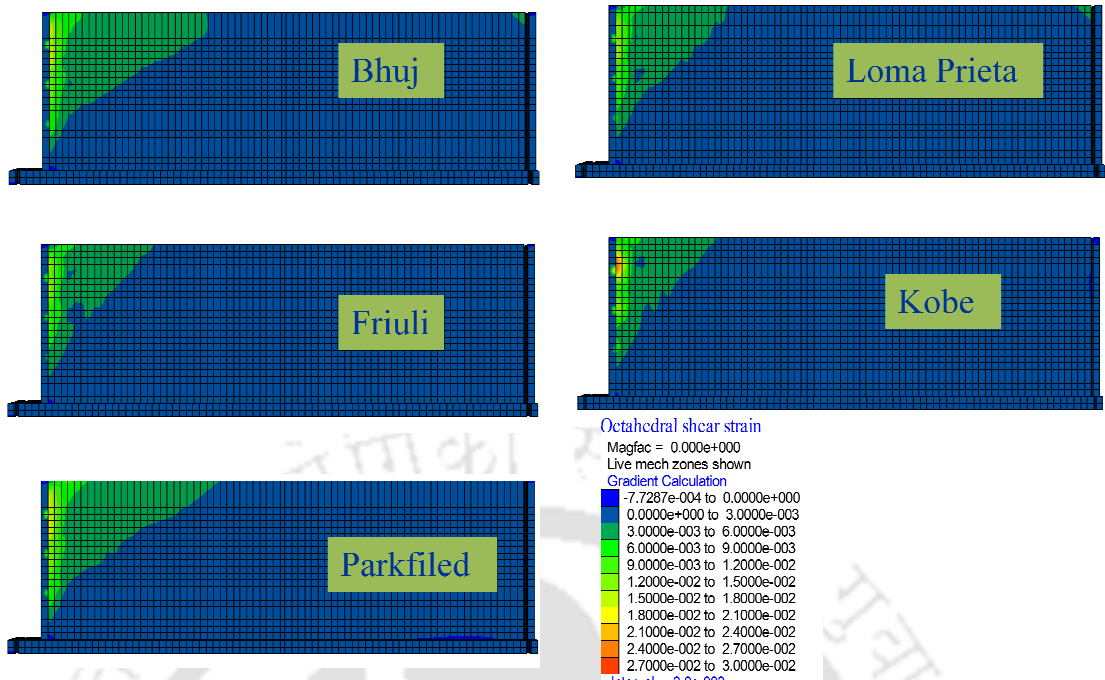 Bhuj
Loma Prieta
Friuli
Kobe
Parkfiled
Octahedral shear strain
Magfac = 0.000e+000
Live mech zones shown
Gradient Calculation
-7.7287e-004 to 0.0000e+000
0.0000e+000 to 3.0000e-003
3.0000e-003 to 6.0000e-003
6.0000e-003 to 9.0000e-003
9.0000e-003 to 1.2000e-002
1.2000e-002 to 1.5000e-002
1.5000e-002 to 1.8000e-002
1.8000e-002 to 2.1000e-002
2.1000e-002 to 2.4000e-002
2.4000e-002 to 2.7000e-002
2.7000e-002 to 3.0000e-002